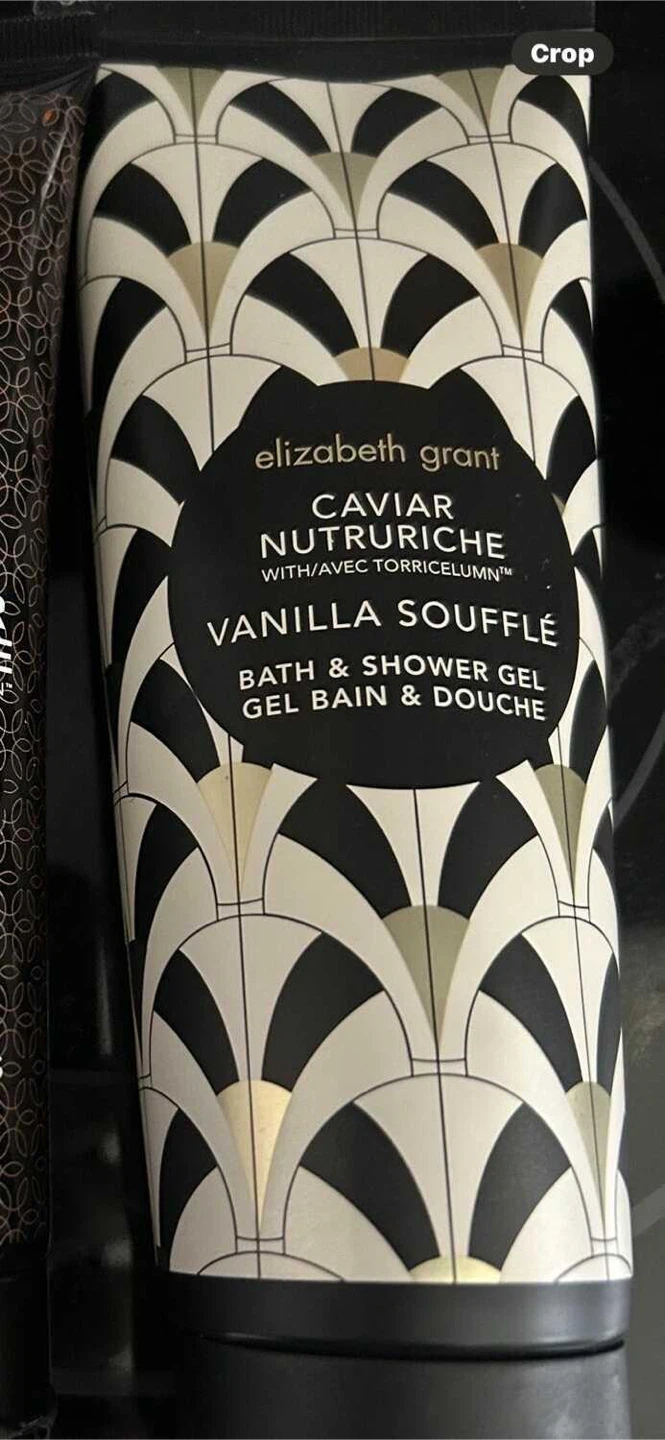 Crop
elizabeth grant
CAVIAR
NUTRURICHE
WITH/AVEC TORRICELUMN™
VANILLA SOUFFLÉ
BATH & SHOWER GEL
GEL BAIN & DOUCHE